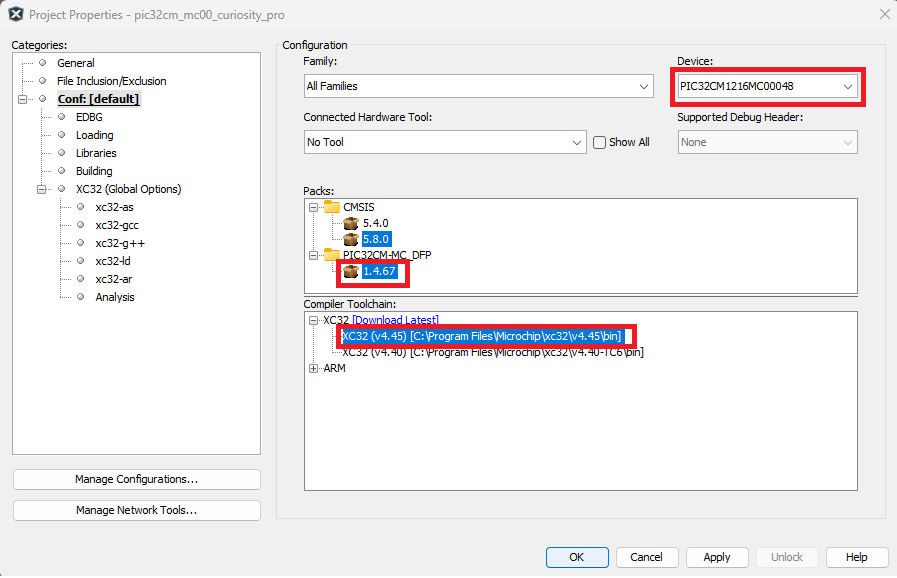 Project Properties - pic32cm_mc00_curiosity_pro
Categories:
General
File Inclusion/Exclusion
Conf: [default]
EDBG
Loading
Libraries
Building
XC32 (Global Options)
xc32-as
xc32-gcc
xc32-g++
xc32-ld
xc32-ar
Analysis
Manage Configurations...
Manage Network Tools...
Configuration
Family:
Device:
All Families
PIC32CM1216MC00048
Connected Hardware Tool:
Supported Debug Header:
No Tool
Show All
None
Packs:
CMSIS
5.4.0
5.8.0
PIC32CM-MC_DFP
1.4.67
Compiler Toolchain:
XC32 [Download Latest]
XC32 (v4.45) [C:\Program Files\Microchip\xc32\v4.45\bin]
XC32 (v4.40) [C:\Program Files\Microchip\xc32\v4.40-TC6\bin]
ARM
OK
Cancel
Apply
Unlock
Help